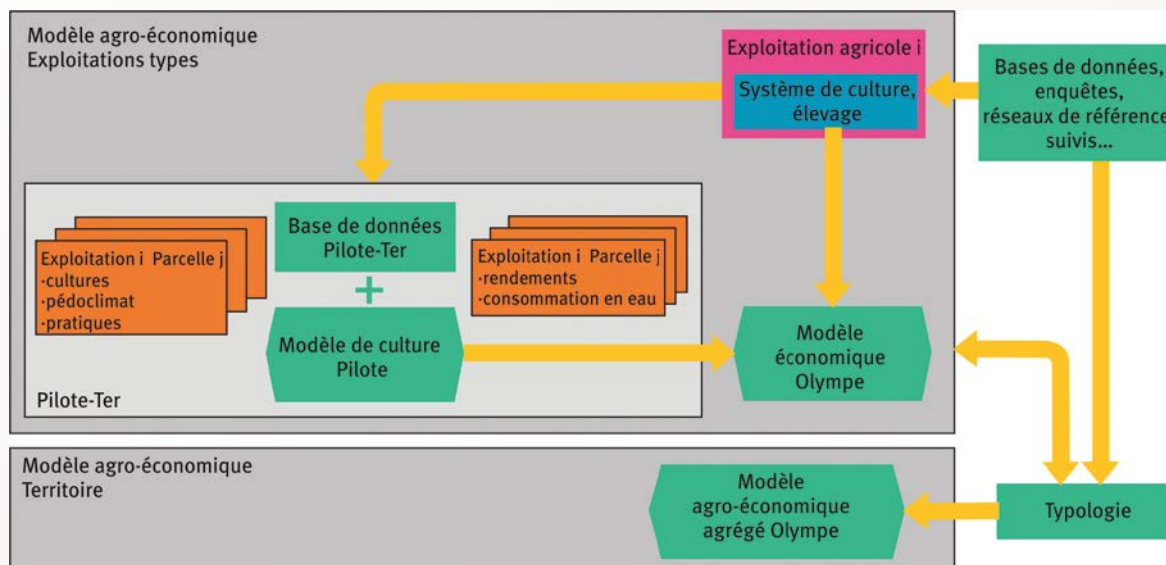 Modèle agro-économique
Exploitations types
Exploitation agricole i
Système de culture,
élevage
Bases de données,
enquêtes,
réseaux de référence
suivis...
Exploitation i Parcelle j
·cultures
·pédoclimat
·pratiques
Base de données
Pilote-Ter
+
Modèle de culture
Pilote
Exploitation i Parcelle j
·rendements
·consommation en eau
Modèle
économique
Olympe
Pilote-Ter
Modèle agro-économique
Territoire
Modèle
agro-économique
agrégé Olympe
Typologie